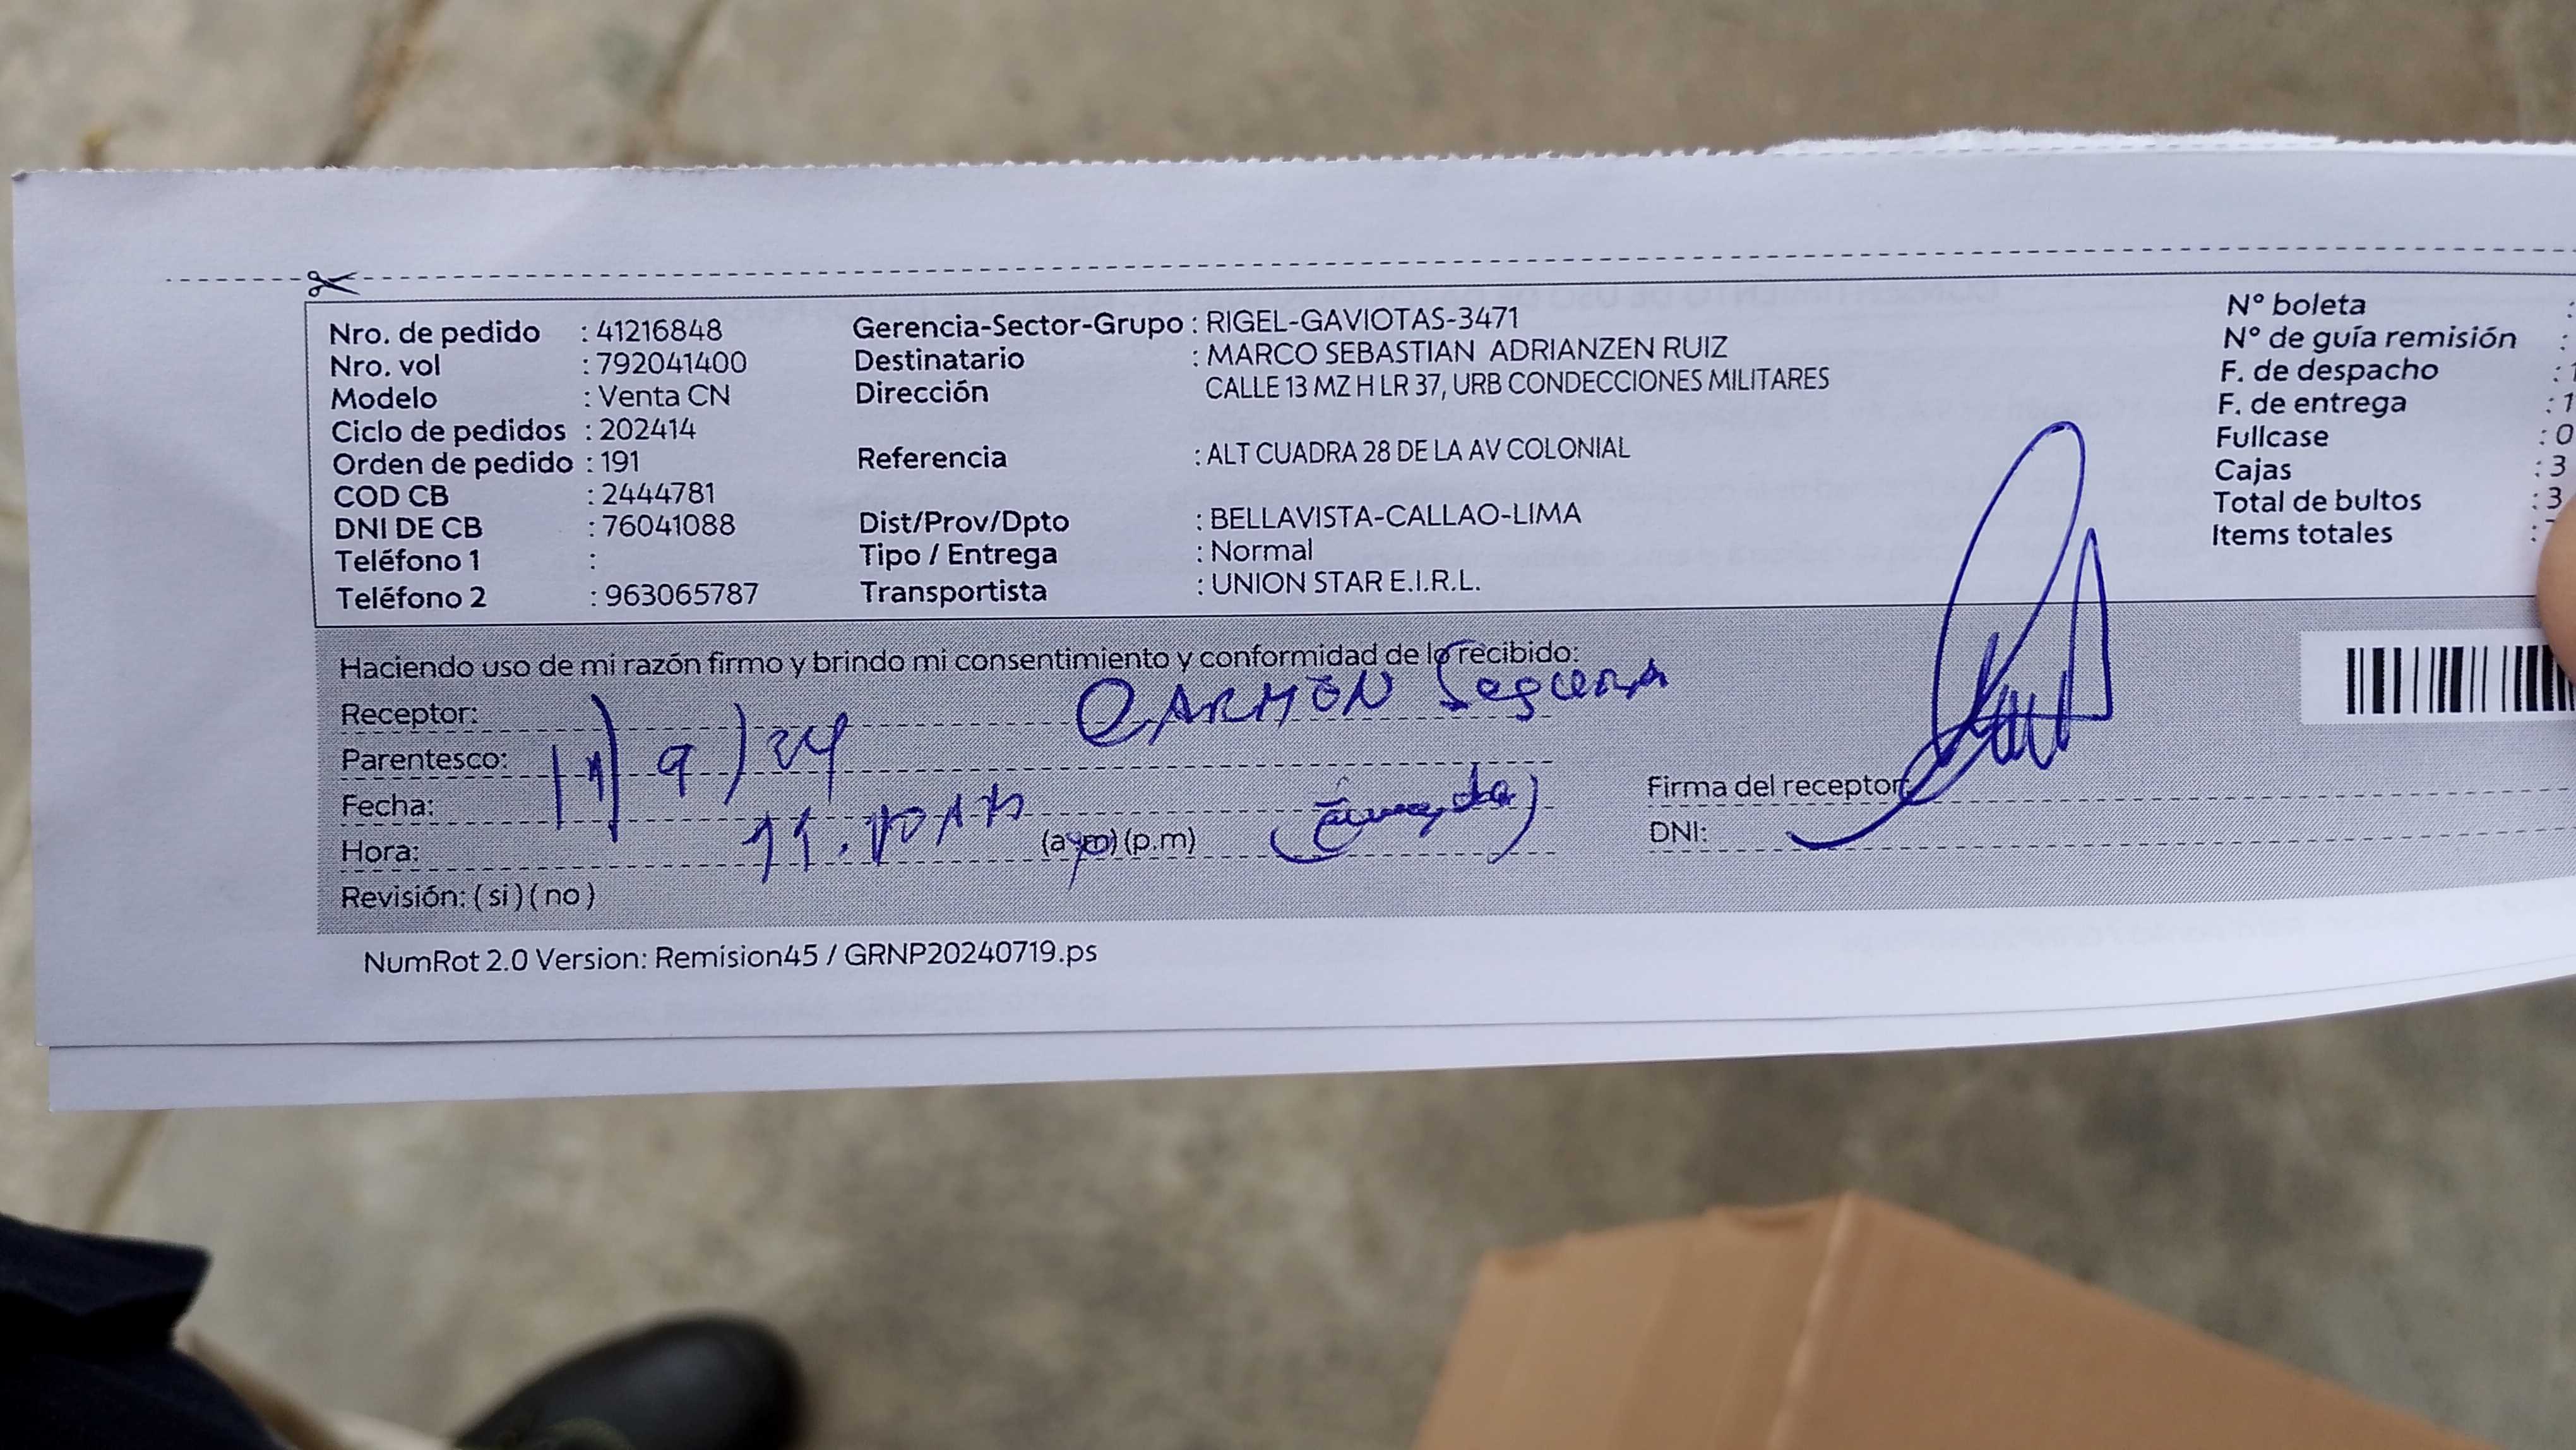 Nro. de pedido : 41216848
Nro. vol : 792041400
Modelo : Venta CN
Ciclo de pedidos : 202414
Orden de pedido : 191
COD CB : 2444781
DNI DE CB : 76041088
Teléfono 1 :
Teléfono 2 : 963065787
Gerencia-Sector-Grupo : RIGEL-GAVIOTAS-3471
Destinatario : MARCO SEBASTIAN ADRIANZEN RUIZ
Dirección CALLE 13 MZ H LR 37, URB CONDECCIONES MILITARES
Referencia : ALT CUADRA 28 DE LA AV COLONIAL
Dist/Prov/Dpto : BELLAVISTA-CALLAO-LIMA
Tipo / Entrega : Normal
Transportista : UNION STAR E.I.R.L.
N° boleta :
N° de guía remisión :
F. de despacho : 1
F. de entrega : 1
Fullcase : 0
Cajas : 3
Total de bultos : 3
Items totales :
Haciendo uso de mi razón firmo y brindo mi consentimiento y conformidad de lo recibido:
Receptor: CARMEN
Parentesco:
Fecha: 11/9/24
Hora: (a.m) (p.m)
Revisión: ( si ) ( no )
Firma del receptor:
DNI:
NumRot 2.0 Version: Remision45 / GRNP20240719.ps